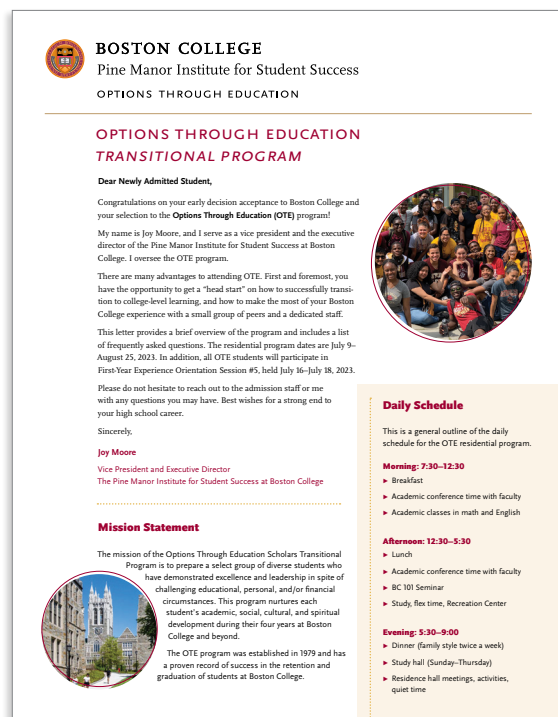 BOSTON COLLEGE
Pine Manor Institute for Student Success
OPTIONS THROUGH EDUCATION
OPTIONS THROUGH EDUCATION
TRANSITIONAL PROGRAM
Dear Newly Admitted Student,
Congratulations on your early decision acceptance to Boston College and
your selection to the Options Through Education (OTE) program!
My name is Joy Moore, and I serve as a vice president and the executive
director of the Pine Manor Institute for Student Success at Boston
College. I oversee the OTE program.
There are many advantages to attending OTE. First and foremost, you
have the opportunity to get a “head start” on how to successfully transi-
tion to college-level learning, and how to make the most of your Boston
College experience with a small group of peers and a dedicated staff.
This letter provides a brief overview of the program and includes a list
of frequently asked questions. The residential program dates are July 9–
August 25, 2023. In addition, all OTE students will participate in
First-Year Experience Orientation Session #5, held July 16–July 18, 2023.
Please do not hesitate to reach out to the admission staff or me
with any questions you may have. Best wishes for a strong end to
your high school career.
Sincerely,
Joy Moore
Vice President and Executive Director
The Pine Manor Institute for Student Success at Boston College
Mission Statement
The mission of the Options Through Education Scholars Transitional
Program is to prepare a select group of diverse students who
have demonstrated excellence and leadership in spite of
challenging educational, personal, and/or financial
circumstances. This program nurtures each
student’s academic, social, cultural, and spiritual
development during their four years at Boston
College and beyond.
The OTE program was established in 1979 and has
a proven record of success in the retention and
graduation of students at Boston College.
Daily Schedule
This is a general outline of the daily
schedule for the OTE residential program.
Morning: 7:30–12:30
► Breakfast
► Academic conference time with faculty
► Academic classes in math and English
Afternoon: 12:30–5:30
► Lunch
► Academic conference time with faculty
► BC 101 Seminar
► Study, flex time, Recreation Center
Evening: 5:30–9:00
► Dinner (family style twice a week)
► Study hall (Sunday–Thursday)
► Residence hall meetings, activities,
quiet time